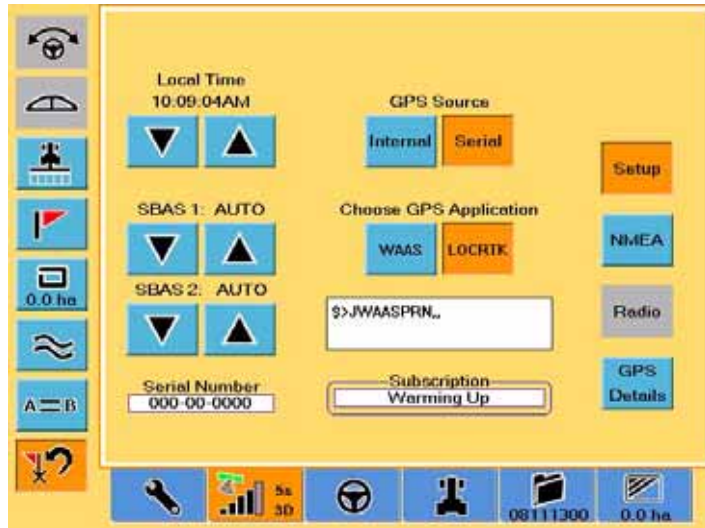 Local Time
10:09:04AM
GPS Source
Internal Serial
Setup
SBAS 1: AUTO
Choose GPS Application
WAAS LOCRTK
NMEA
0.0 ha
SBAS 2: AUTO
$>JWAASPRN,,
Radio
Serial Number
000-00-0000
Subscription
Warming Up
GPS
Details
A=B
5s
3D
08111300
0.0 ha